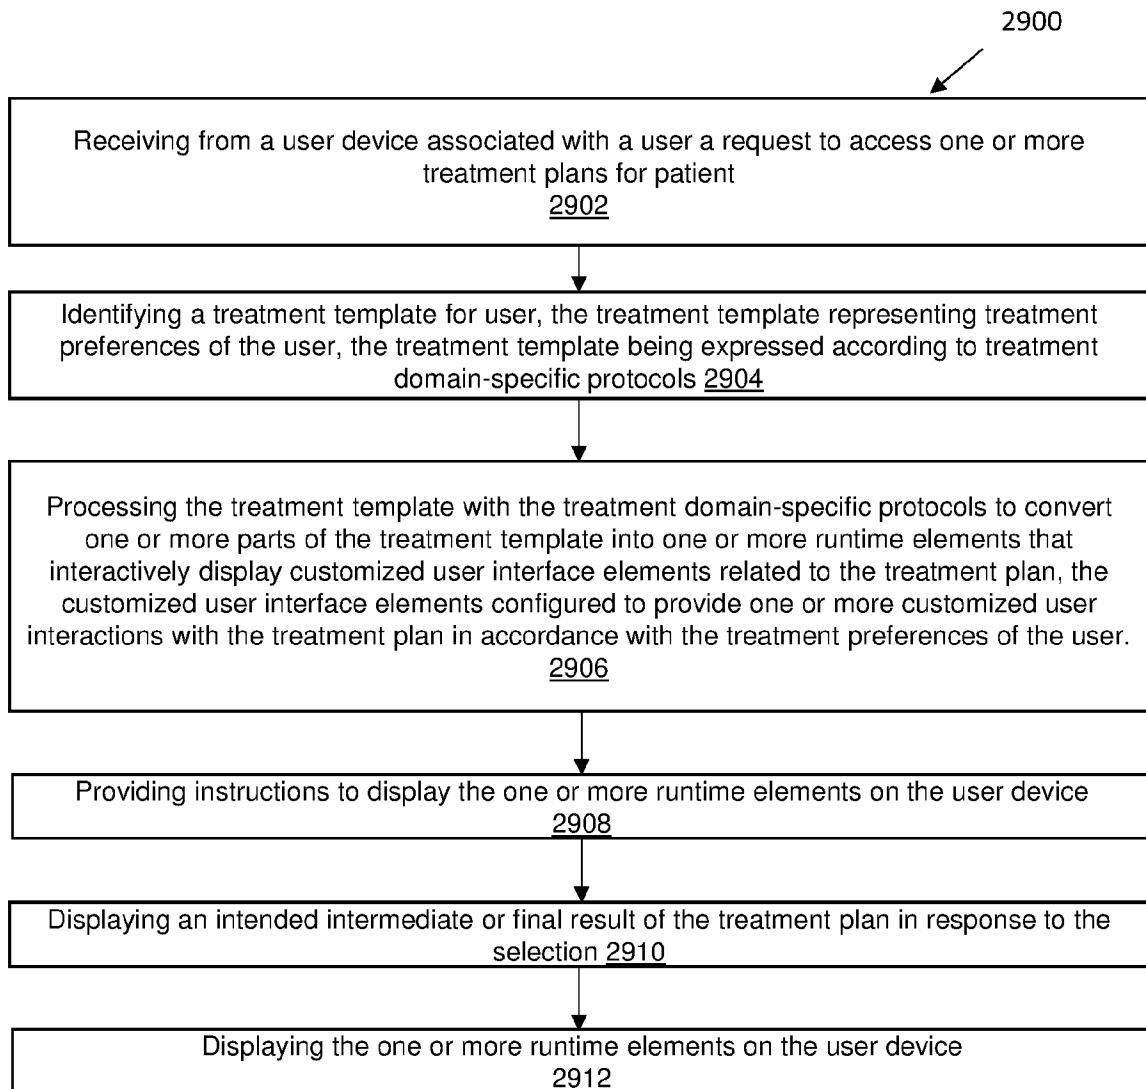 2900
Receiving from a user device associated with a user a request to access one or more
treatment plans for patient
2902
Identifying a treatment template for user, the treatment template representing treatment
preferences of the user, the treatment template being expressed according to treatment
domain-specific protocols 2904
Processing the treatment template with the treatment domain-specific protocols to convert
one or more parts of the treatment template into one or more runtime elements that
interactively display customized user interface elements related to the treatment plan, the
customized user interface elements configured to provide one or more customized user
interactions with the treatment plan in accordance with the treatment preferences of the user.
2906
Providing instructions to display the one or more runtime elements on the user device
2908
Displaying an intended intermediate or final result of the treatment plan in response to the
selection 2910
Displaying the one or more runtime elements on the user device
2912